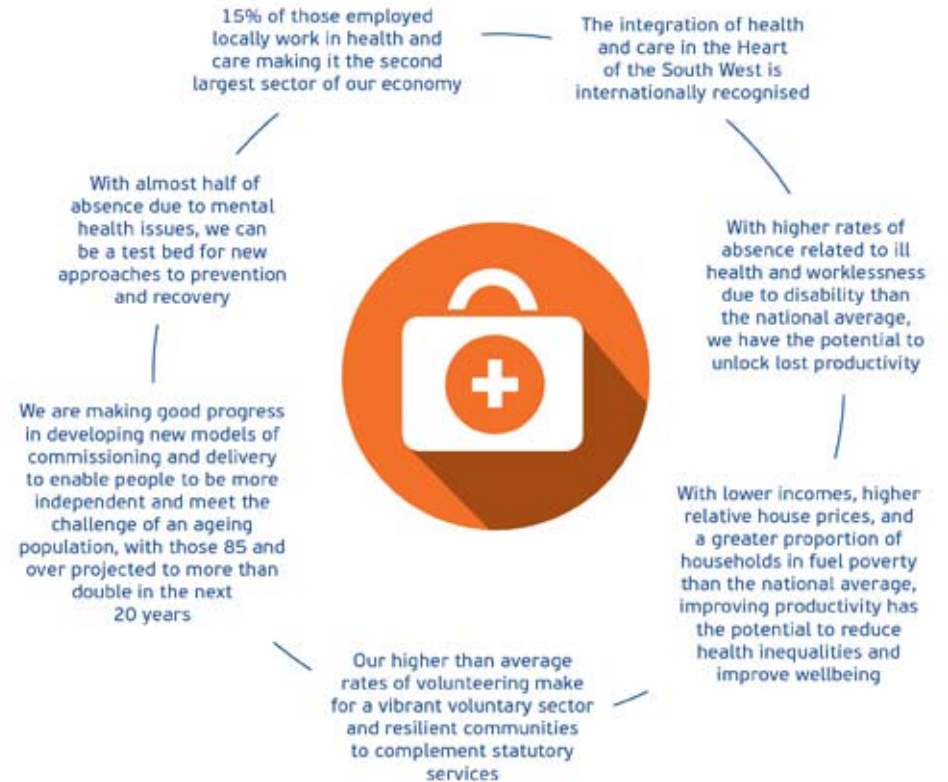 15% of those employed
locally work in health and
care making it the second
largest sector of our economy
The integration of health
and care in the Heart
of the South West is
internationally recognised
With higher rates of
absence related to ill
health and worklessness
due to disability than
the national average,
we have the potential to
unlock lost productivity
With lower incomes, higher
relative house prices, and
a greater proportion of
households in fuel poverty
than the national average,
improving productivity has
the potential to reduce
health inequalities and
improve wellbeing
Our higher than average
rates of volunteering make
for a vibrant voluntary sector
and resilient communities
to complement statutory
services
We are making good progress
in developing new models of
commissioning and delivery
to enable people to be more
independent and meet the
challenge of an ageing
population, with those 85 and
over projected to more than
double in the next
20 years
With almost half of
absence due to mental
health issues, we can
be a test bed for new
approaches to prevention
and recovery